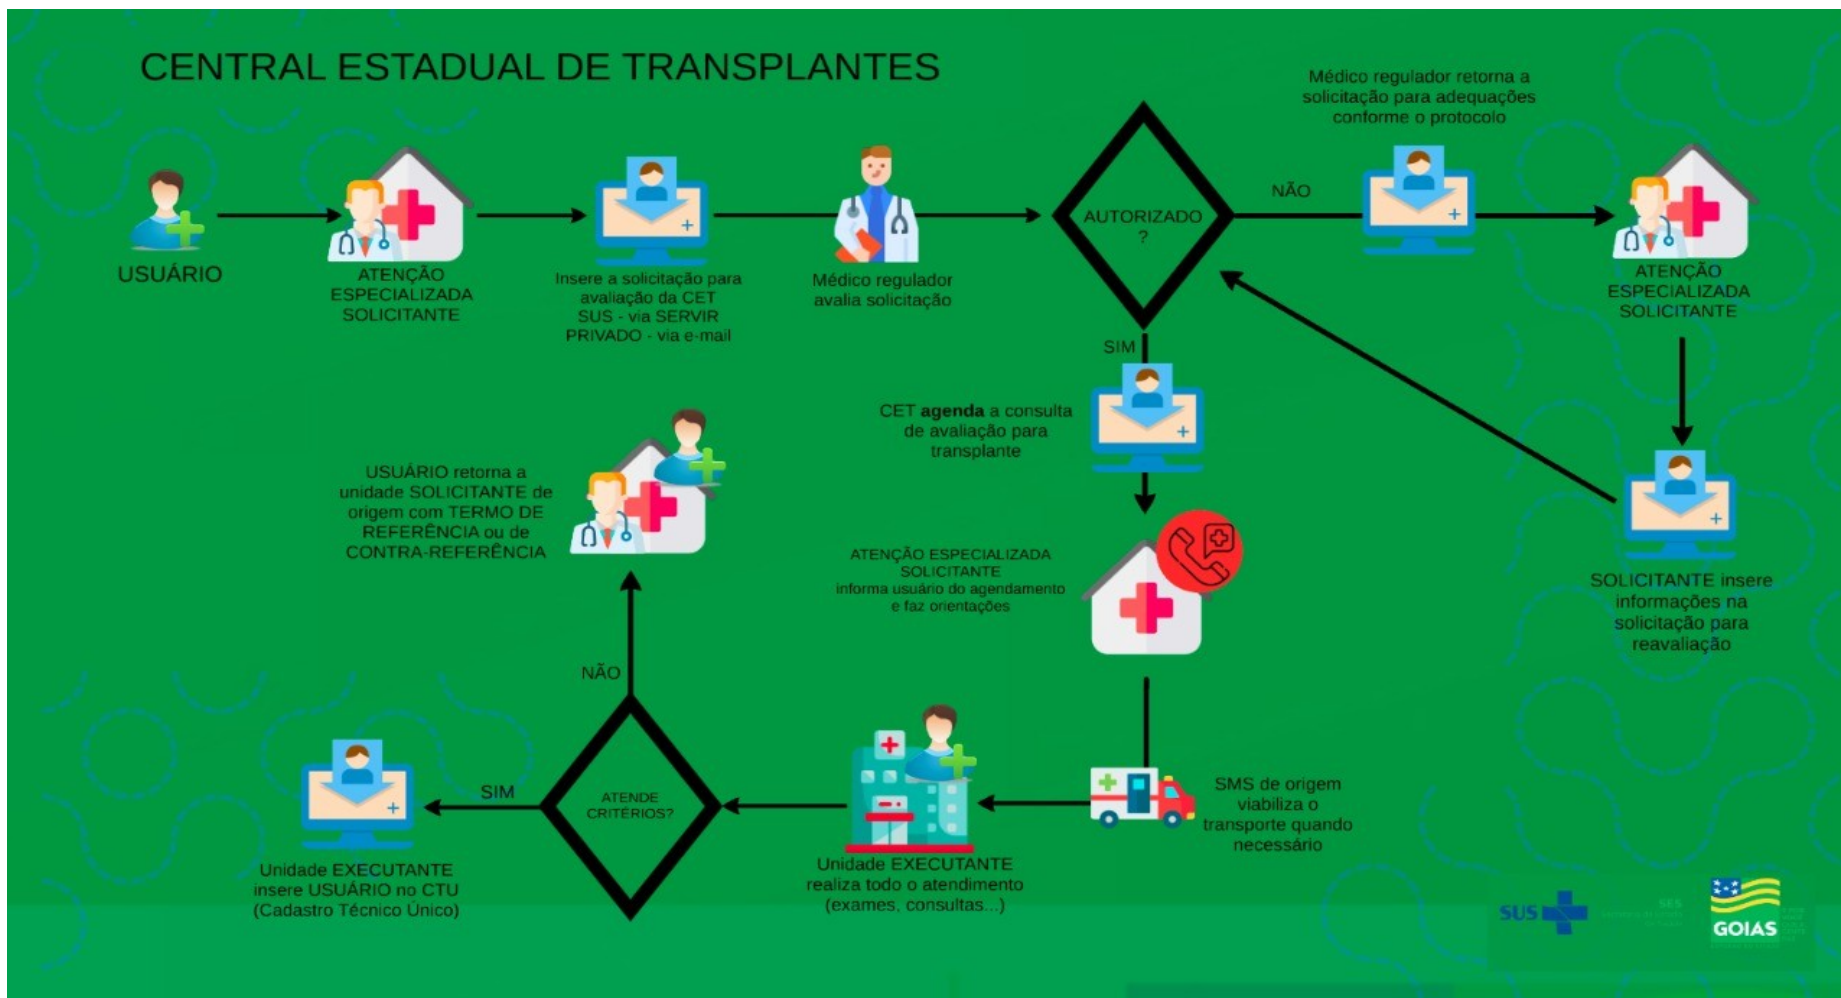 CENTRAL ESTADUAL DE TRANSPLANTES
USUÁRIO
ATENÇÃO
ESPECIALIZADA
SOLICITANTE
Insere a solicitação para
avaliação da CET
SUS - via SERVIR
PRIVADO - via e-mail
Médico regulador
avalia solicitação
AUTORIZADO
?
NÃO
Médico regulador retorna a
solicitação para adequações
conforme o protocolo
ATENÇÃO
ESPECIALIZADA
SOLICITANTE
SOLICITANTE insere
informações na
solicitação para
reavaliação
SIM
CET agenda a consulta
de avaliação para
transplante
ATENÇÃO ESPECIALIZADA
SOLICITANTE
informa usuário do agendamento
e faz orientações
SMS de origem
viabiliza o
transporte quando
necessário
Unidade EXECUTANTE
realiza todo o atendimento
(exames, consultas...)
ATENDE
CRITÉRIOS?
NÃO
USUÁRIO retorna a
unidade SOLICITANTE de
origem com TERMO DE
REFERÊNCIA ou de
CONTRA-REFERÊNCIA
SIM
Unidade EXECUTANTE
insere USUÁRIO no CTU
(Cadastro Técnico Único)
SUS
SES
GOIÁS